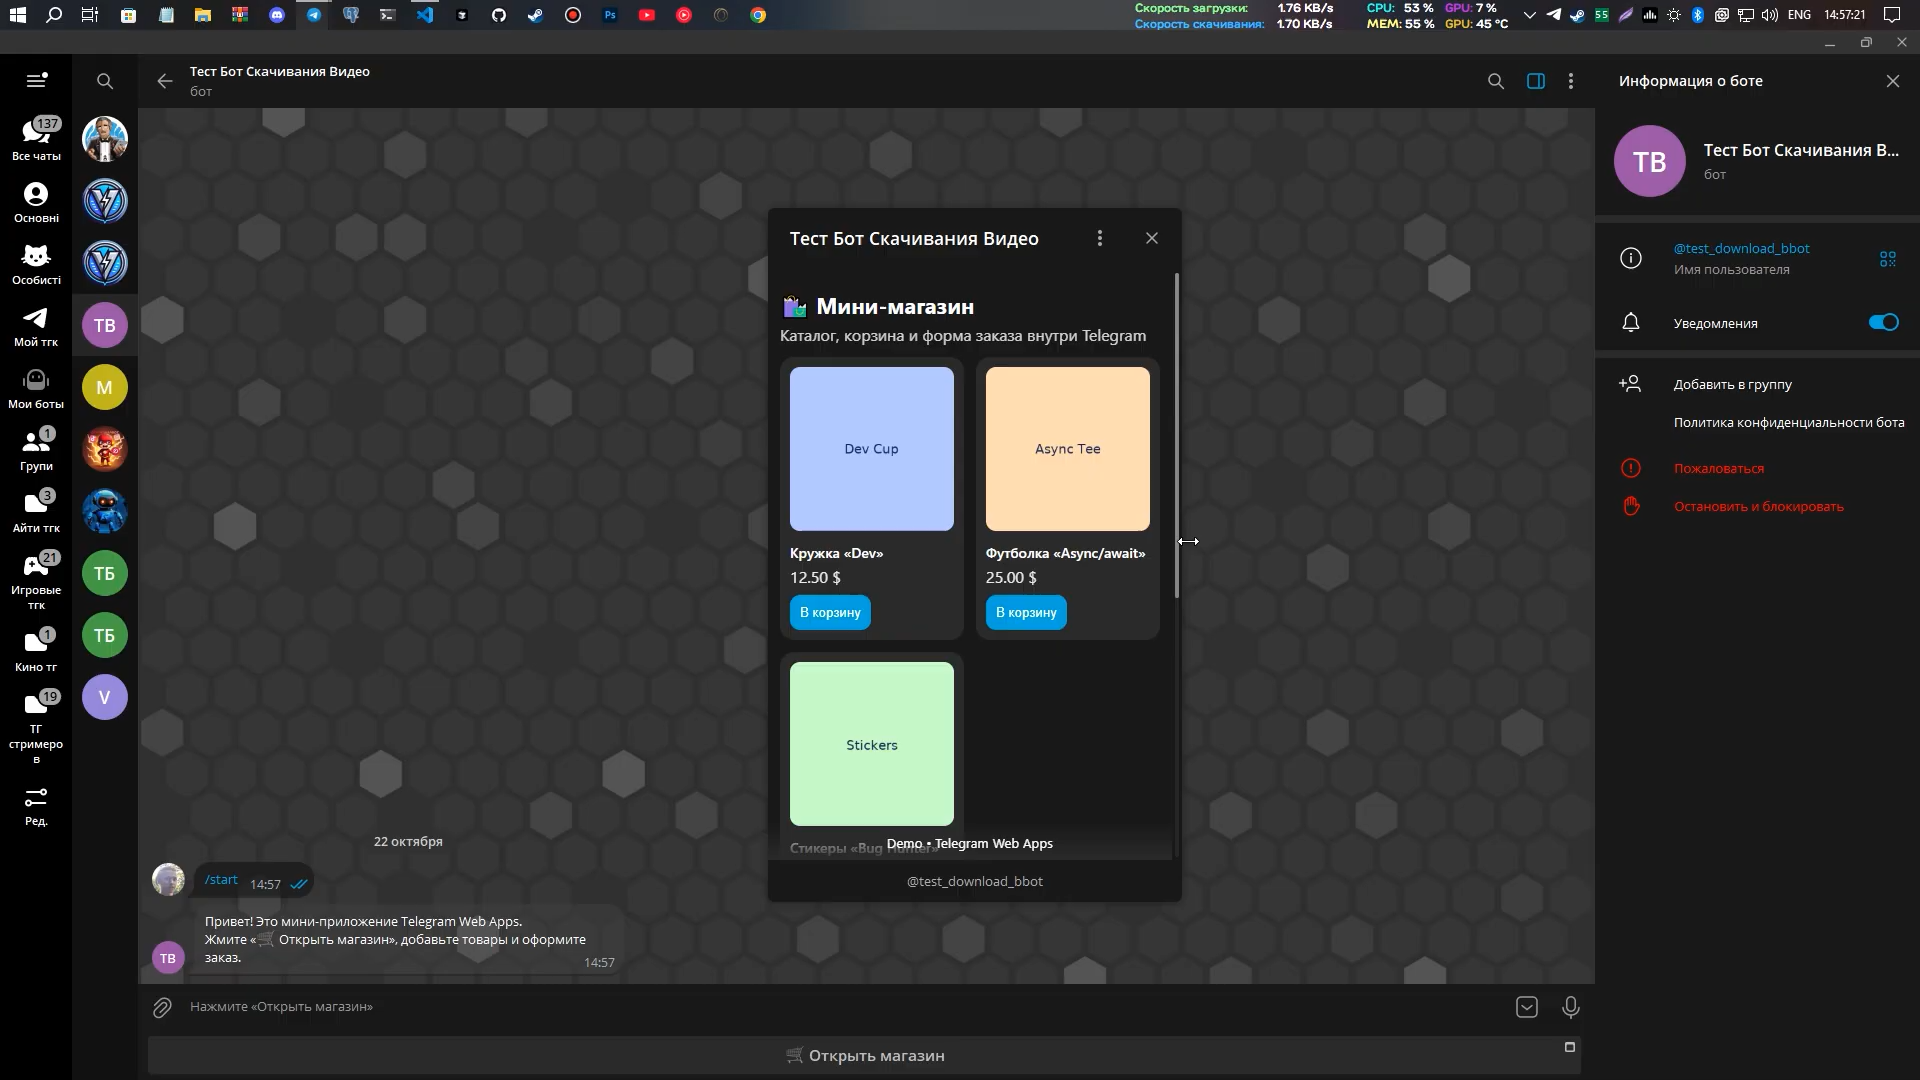 Скорость загрузки: 1.76 KB/s CPU: 53 % GPU: 7 %
Скорость скачивания: 1.70 KB/s MEM: 55 % GPU: 45 °C
55
ENG
14:57:21
137
Все чаты
Основні
Особисті
Мой тгк
Мои боты
1
Групи
3
Айти тгк
21
Игровые
тгк
1
Кино тг
19
ТГ
стримеро
в
Ред.
ТВ
М
ТБ
ТБ
V
Тест Бот Скачивания Видео
бот
22 октября
/start 14:57
Привет! Это мини-приложение Telegram Web Apps.
Жмите «🛒 Открыть магазин», добавьте товары и оформите
заказ.
14:57
ТВ
Нажмите «Открыть магазин»
🛒 Открыть магазин
Тест Бот Скачивания Видео
🛍️ Мини-магазин
Каталог, корзина и форма заказа внутри Telegram
Dev Cup
Кружка «Dev»
12.50 $
В корзину
Async Tee
Футболка «Async/await»
25.00 $
В корзину
Stickers
Стикеры «Bug Hunter»
Demo • Telegram Web Apps
@test_download_bbot
Информация о боте
ТВ
Тест Бот Скачивания В...
бот
@test_download_bbot
Имя пользователя
Уведомления
Добавить в группу
Политика конфиденциальности бота
Пожаловаться
Остановить и блокировать